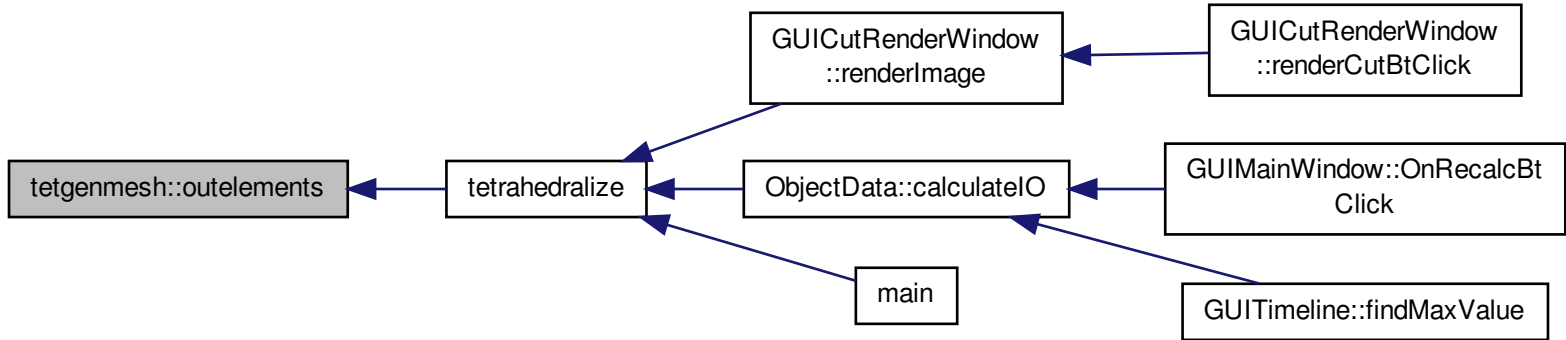 GUICutRenderWindow
::renderImage
GUICutRenderWindow
::renderCutBtClick
tetgenmesh::outelements
tetrahedralize
ObjectData::calculateIO
GUIMainWindow::OnRecalcBt
Click
main
GUITimeline::findMaxValue